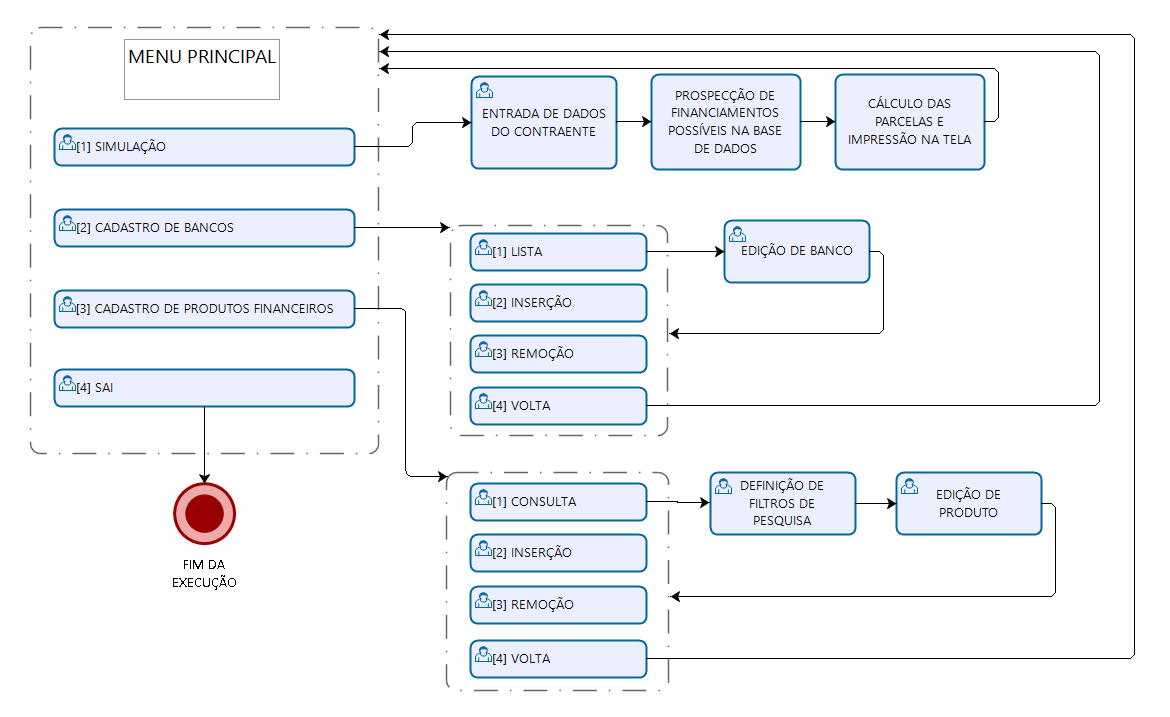 MENU PRINCIPAL
[1] SIMULAÇÃO
ENTRADA DE DADOS
DO CONTRAENTE
PROSPECÇÃO DE
FINANCIAMENTOS
POSSÍVEIS NA BASE
DE DADOS
CÁLCULO DAS
PARCELAS E
IMPRESSÃO NA TELA
[2] CADASTRO DE BANCOS
[1] LISTA
EDIÇÃO DE BANCO
[2] INSERÇÃO
[3] REMOÇÃO
[4] VOLTA
[3] CADASTRO DE PRODUTOS FINANCEIROS
[1] CONSULTA
DEFINIÇÃO DE
FILTROS DE
PESQUISA
EDIÇÃO DE
PRODUTO
[2] INSERÇÃO
[3] REMOÇÃO
[4] VOLTA
[4] SAI
FIM DA
EXECUÇÃO